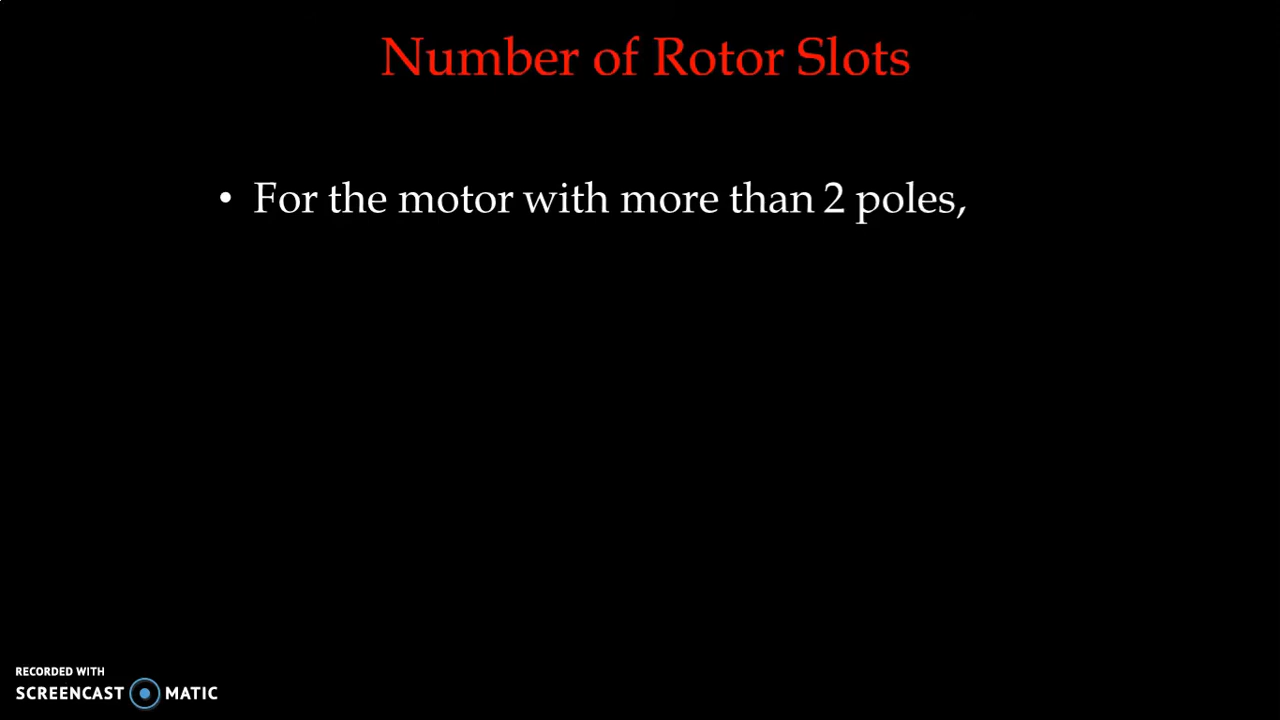 Number of Rotor Slots
• For the motor with more than 2 poles,
RECORDED WITH
SCREENCAST MATIC